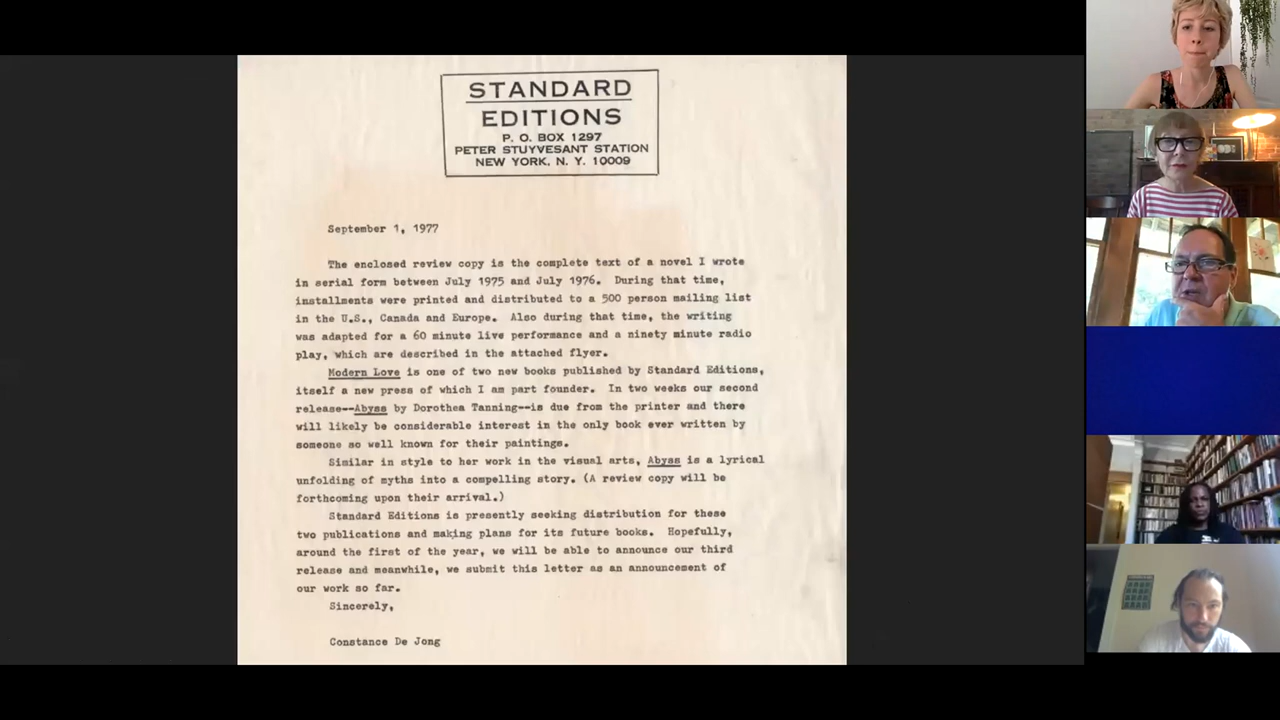 STANDARD
EDITIONS
P. O. BOX 1297
PETER STUYVESANT STATION
NEW YORK, N. Y. 10009
September 1, 1977
The enclosed review copy is the complete text of a novel I wrote
in serial form between July 1975 and July 1976. During that time,
installments were printed and distributed to a 500 person mailing list
in the U.S., Canada and Europe. Also during that time, the writing
was adapted for a 60 minute live performance and a ninety minute radio
play, which are described in the attached flyer.
Modern Love is one of two new books published by Standard Editions,
itself a new press of which I am part founder. In two weeks our second
release--Abyss by Dorothea Tanning--is due from the printer and there
will likely be considerable interest in the only book ever written by
someone so well known for their paintings.
Similar in style to her work in the visual arts, Abyss is a lyrical
unfolding of myths into a compelling story. (A review copy will be
forthcoming upon their arrival.)
Standard Editions is presently seeking distribution for these
two publications and making plans for its future books. Hopefully,
around the first of the year, we will be able to announce our third
release and meanwhile, we submit this letter as an announcement of
our work so far.
Sincerely,
Constance De Jong